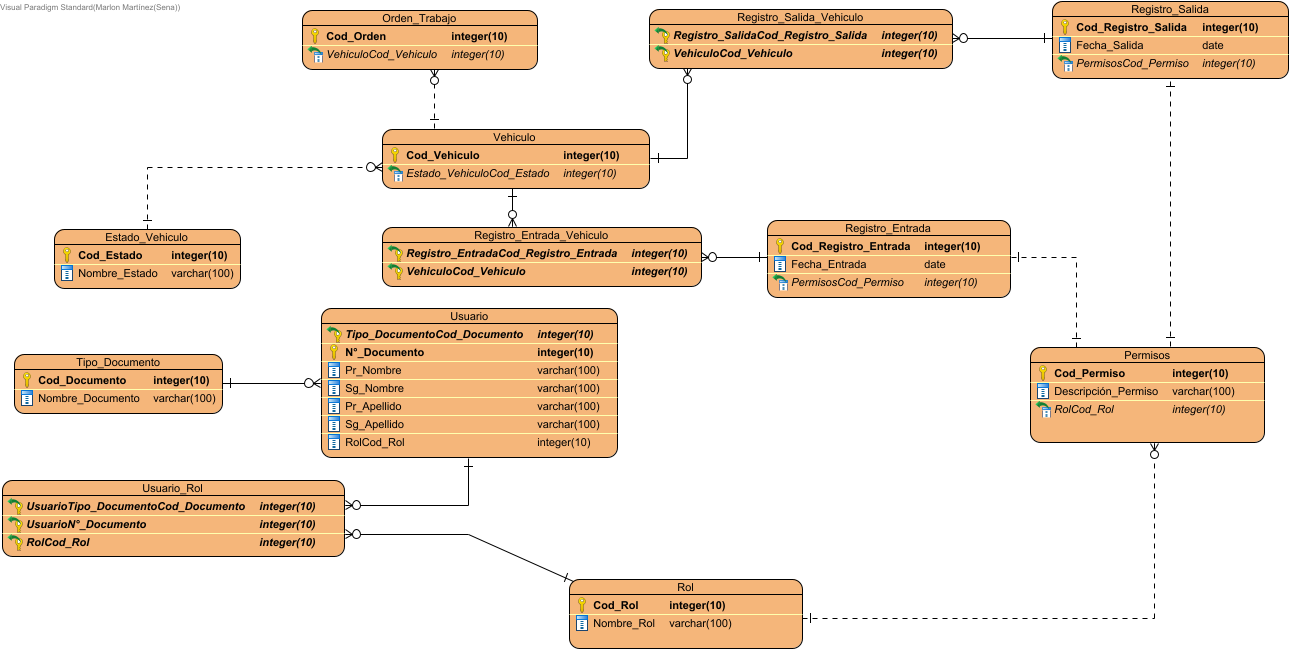 Visual Paradigm Standard(Marlon Martínez(Sena))
Orden_Trabajo
Cod_Orden integer(10)
VehiculoCod_Vehiculo integer(10)
Registro_Salida_Vehiculo
Registro_SalidaCod_Registro_Salida integer(10)
VehiculoCod_Vehiculo integer(10)
Registro_Salida
Cod_Registro_Salida integer(10)
Fecha_Salida date
PermisosCod_Permiso integer(10)
Vehiculo
Cod_Vehiculo integer(10)
Estado_VehiculoCod_Estado integer(10)
Estado_Vehiculo
Cod_Estado integer(10)
Nombre_Estado varchar(100)
Registro_Entrada_Vehiculo
Registro_EntradaCod_Registro_Entrada integer(10)
VehiculoCod_Vehiculo integer(10)
Registro_Entrada
Cod_Registro_Entrada integer(10)
Fecha_Entrada date
PermisosCod_Permiso integer(10)
Usuario
Tipo_DocumentoCod_Documento integer(10)
N°_Documento integer(10)
Pr_Nombre varchar(100)
Sg_Nombre varchar(100)
Pr_Apellido varchar(100)
Sg_Apellido varchar(100)
RolCod_Rol integer(10)
Tipo_Documento
Cod_Documento integer(10)
Nombre_Documento varchar(100)
Permisos
Cod_Permiso integer(10)
Descripción_Permiso varchar(100)
RolCod_Rol integer(10)
Usuario_Rol
UsuarioTipo_DocumentoCod_Documento integer(10)
UsuarioN°_Documento integer(10)
RolCod_Rol integer(10)
Rol
Cod_Rol integer(10)
Nombre_Rol varchar(100)